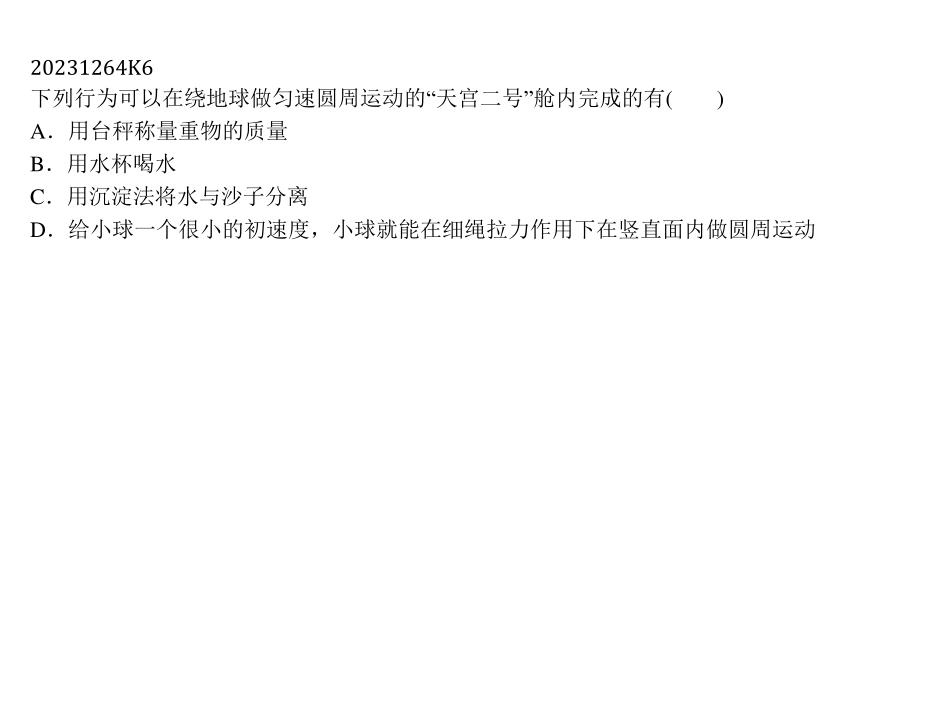 20231264K6
下列行为可以在绕地球做匀速圆周运动的“天宫二号”舱内完成的有(　　)
A．用台秤称量重物的质量
B．用水杯喝水
C．用沉淀法将水与沙子分离
D．给小球一个很小的初速度，小球就能在细绳拉力作用下在竖直面内做圆周运动